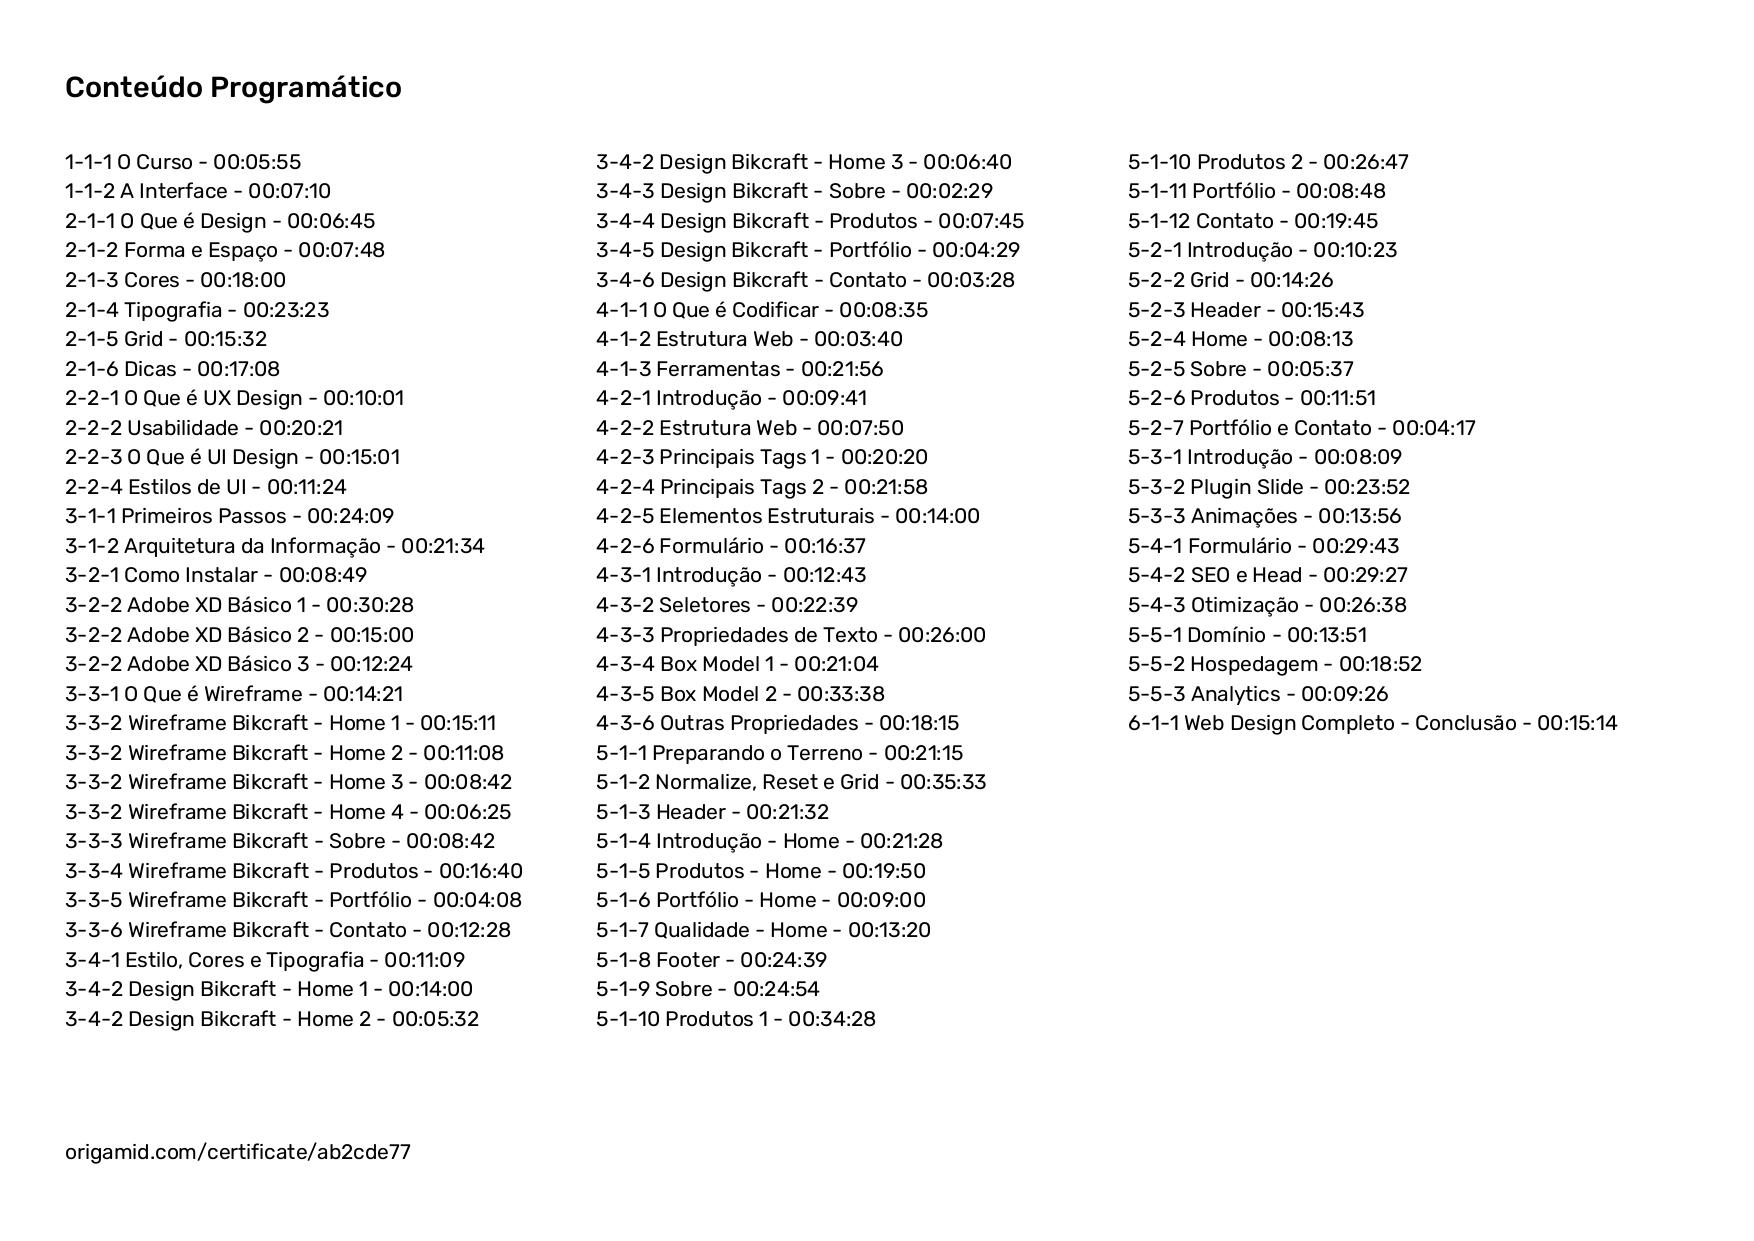 Conteúdo Programático
1-1-1 O Curso - 00:05:55
1-1-2 A Interface - 00:07:10
2-1-1 O Que é Design - 00:06:45
2-1-2 Forma e Espaço - 00:07:48
2-1-3 Cores - 00:18:00
2-1-4 Tipografia - 00:23:23
2-1-5 Grid - 00:15:32
2-1-6 Dicas - 00:17:08
2-2-1 O Que é UX Design - 00:10:01
2-2-2 Usabilidade - 00:20:21
2-2-3 O Que é UI Design - 00:15:01
2-2-4 Estilos de UI - 00:11:24
3-1-1 Primeiros Passos - 00:24:09
3-1-2 Arquitetura da Informação - 00:21:34
3-2-1 Como Instalar - 00:08:49
3-2-2 Adobe XD Básico 1 - 00:30:28
3-2-2 Adobe XD Básico 2 - 00:15:00
3-2-2 Adobe XD Básico 3 - 00:12:24
3-3-1 O Que é Wireframe - 00:14:21
3-3-2 Wireframe Bikcraft - Home 1 - 00:15:11
3-3-2 Wireframe Bikcraft - Home 2 - 00:11:08
3-3-2 Wireframe Bikcraft - Home 3 - 00:08:42
3-3-2 Wireframe Bikcraft - Home 4 - 00:06:25
3-3-3 Wireframe Bikcraft - Sobre - 00:08:42
3-3-4 Wireframe Bikcraft - Produtos - 00:16:40
3-3-5 Wireframe Bikcraft - Portfólio - 00:04:08
3-3-6 Wireframe Bikcraft - Contato - 00:12:28
3-4-1 Estilo, Cores e Tipografia - 00:11:09
3-4-2 Design Bikcraft - Home 1 - 00:14:00
3-4-2 Design Bikcraft - Home 2 - 00:05:32
3-4-2 Design Bikcraft - Home 3 - 00:06:40
3-4-3 Design Bikcraft - Sobre - 00:02:29
3-4-4 Design Bikcraft - Produtos - 00:07:45
3-4-5 Design Bikcraft - Portfólio - 00:04:29
3-4-6 Design Bikcraft - Contato - 00:03:28
4-1-1 O Que é Codificar - 00:08:35
4-1-2 Estrutura Web - 00:03:40
4-1-3 Ferramentas - 00:21:56
4-2-1 Introdução - 00:09:41
4-2-2 Estrutura Web - 00:07:50
4-2-3 Principais Tags 1 - 00:20:20
4-2-4 Principais Tags 2 - 00:21:58
4-2-5 Elementos Estruturais - 00:14:00
4-2-6 Formulário - 00:16:37
4-3-1 Introdução - 00:12:43
4-3-2 Seletores - 00:22:39
4-3-3 Propriedades de Texto - 00:26:00
4-3-4 Box Model 1 - 00:21:04
4-3-5 Box Model 2 - 00:33:38
4-3-6 Outras Propriedades - 00:18:15
5-1-1 Preparando o Terreno - 00:21:15
5-1-2 Normalize, Reset e Grid - 00:35:33
5-1-3 Header - 00:21:32
5-1-4 Introdução - Home - 00:21:28
5-1-5 Produtos - Home - 00:19:50
5-1-6 Portfólio - Home - 00:09:00
5-1-7 Qualidade - Home - 00:13:20
5-1-8 Footer - 00:24:39
5-1-9 Sobre - 00:24:54
5-1-10 Produtos 1 - 00:34:28
5-1-10 Produtos 2 - 00:26:47
5-1-11 Portfólio - 00:08:48
5-1-12 Contato - 00:19:45
5-2-1 Introdução - 00:10:23
5-2-2 Grid - 00:14:26
5-2-3 Header - 00:15:43
5-2-4 Home - 00:08:13
5-2-5 Sobre - 00:05:37
5-2-6 Produtos - 00:11:51
5-2-7 Portfólio e Contato - 00:04:17
5-3-1 Introdução - 00:08:09
5-3-2 Plugin Slide - 00:23:52
5-3-3 Animações - 00:13:56
5-4-1 Formulário - 00:29:43
5-4-2 SEO e Head - 00:29:27
5-4-3 Otimização - 00:26:38
5-5-1 Domínio - 00:13:51
5-5-2 Hospedagem - 00:18:52
5-5-3 Analytics - 00:09:26
6-1-1 Web Design Completo - Conclusão - 00:15:14
origamid.com/certificate/ab2cde77